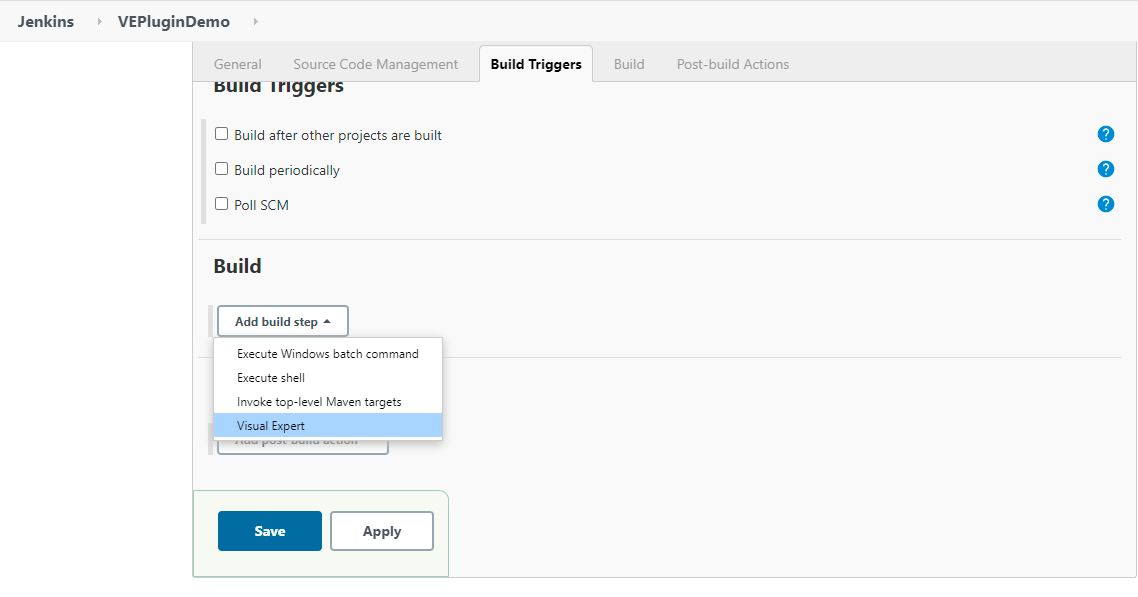 Jenkins VEPluginDemo
General Source Code Management Build Triggers Build Post-build Actions
Build Triggers
Build after other projects are built ?
Build periodically ?
Poll SCM ?
Build
Add build step
Execute Windows batch command
Execute shell
Invoke top-level Maven targets
Visual Expert
Add post-build action
Save Apply